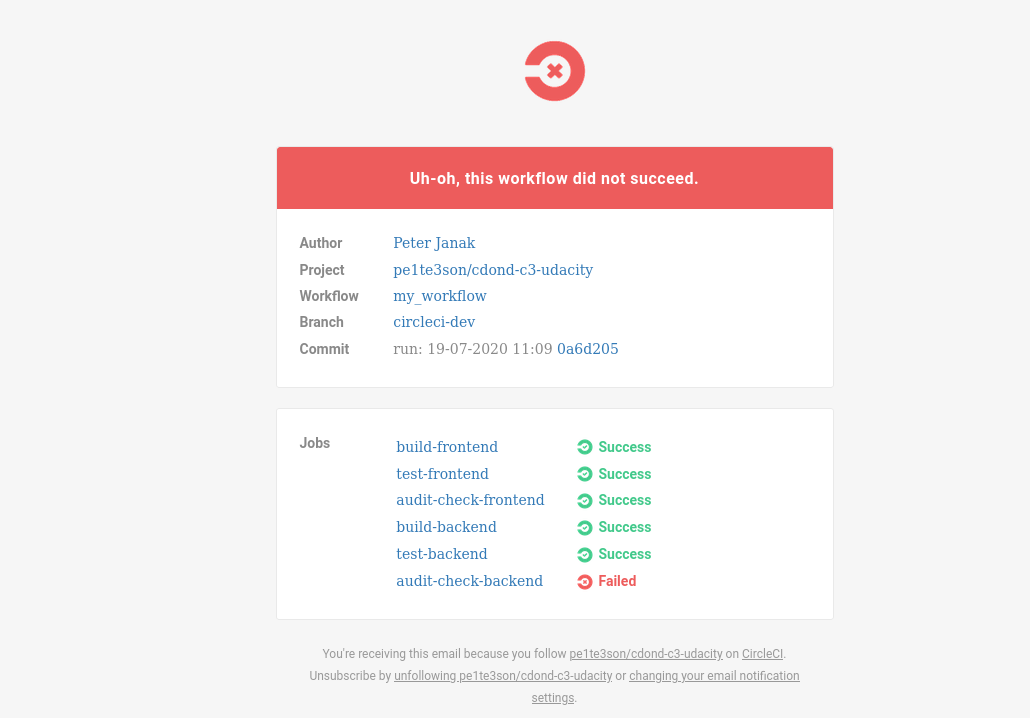 Uh-oh, this workflow did not succeed.
Author Peter Janak
Project pe1te3son/cdond-c3-udacity
Workflow my_workflow
Branch circleci-dev
Commit run: 19-07-2020 11:09 0a6d205
Jobs
build-frontend Success
test-frontend Success
audit-check-frontend Success
build-backend Success
test-backend Success
audit-check-backend Failed
You're receiving this email because you follow pe1te3son/cdond-c3-udacity on CircleCI.
Unsubscribe by unfollowing pe1te3son/cdond-c3-udacity or changing your email notification
settings.